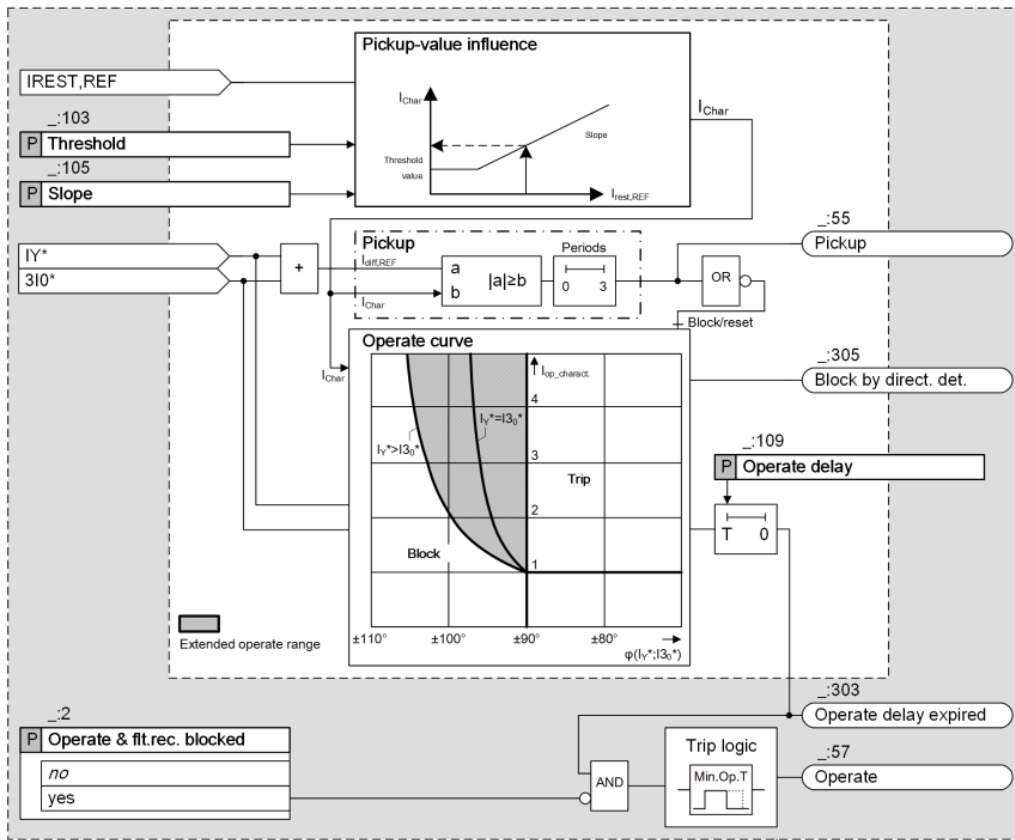 Pickup-value influence
IREST,REF
IChar
IChar
_:103
P Threshold
Slope
Threshold
value
_:105
P Slope
Irest,REF
_:55
Pickup
Periods
Pickup
IY*
3I0*
+
Idiff,REF
a
b
|a|≥b
0 3
OR
IChar
Block/reset
Operate curve
_:305
IChar
Iop_charact.
Block by direct. det.
4
IY*=I30*
IY*>I30*
_:109
3
P Operate delay
Trip
2
T 0
Block
1
Extended operate range
±110° ±100° ±90° ±80°
φ(IY*;I30*)
_:303
_:2
Operate delay expired
P Operate & flt.rec. blocked
Trip logic
_:57
no
AND
Min.Op.T
Operate
yes